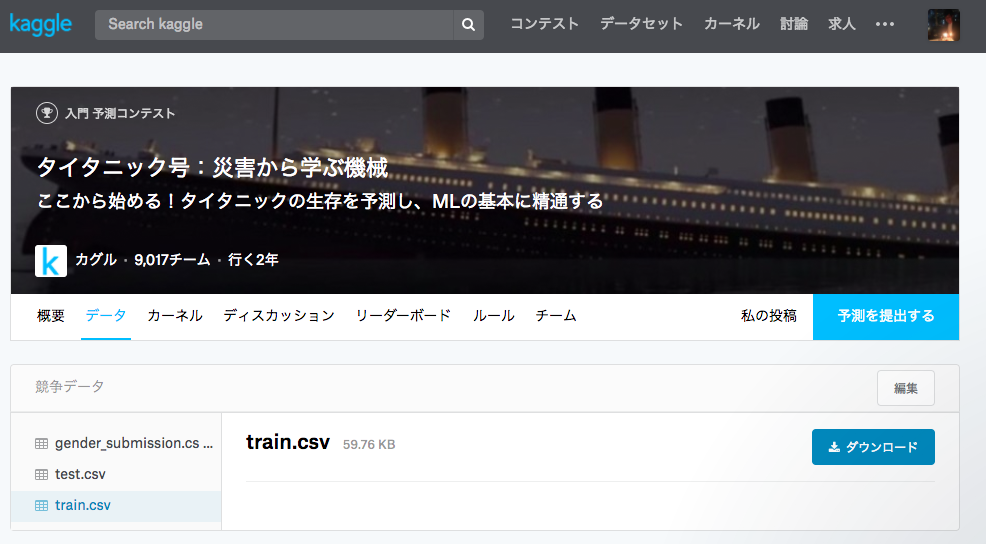 kaggle Search kaggle コンテスト データセット カーネル 討論 求人
入門 予測コンテスト
タイタニック号：災害から学ぶ機械
ここから始める！タイタニックの生存を予測し、MLの基本に精通する
k カグル · 9,017チーム · 行く2年
概要 データ カーネル ディスカッション リーダーボード ルール チーム 私の投稿 予測を提出する
競争データ 編集
gender_submission.cs ...
test.csv
train.csv
train.csv 59.76 KB ダウンロード